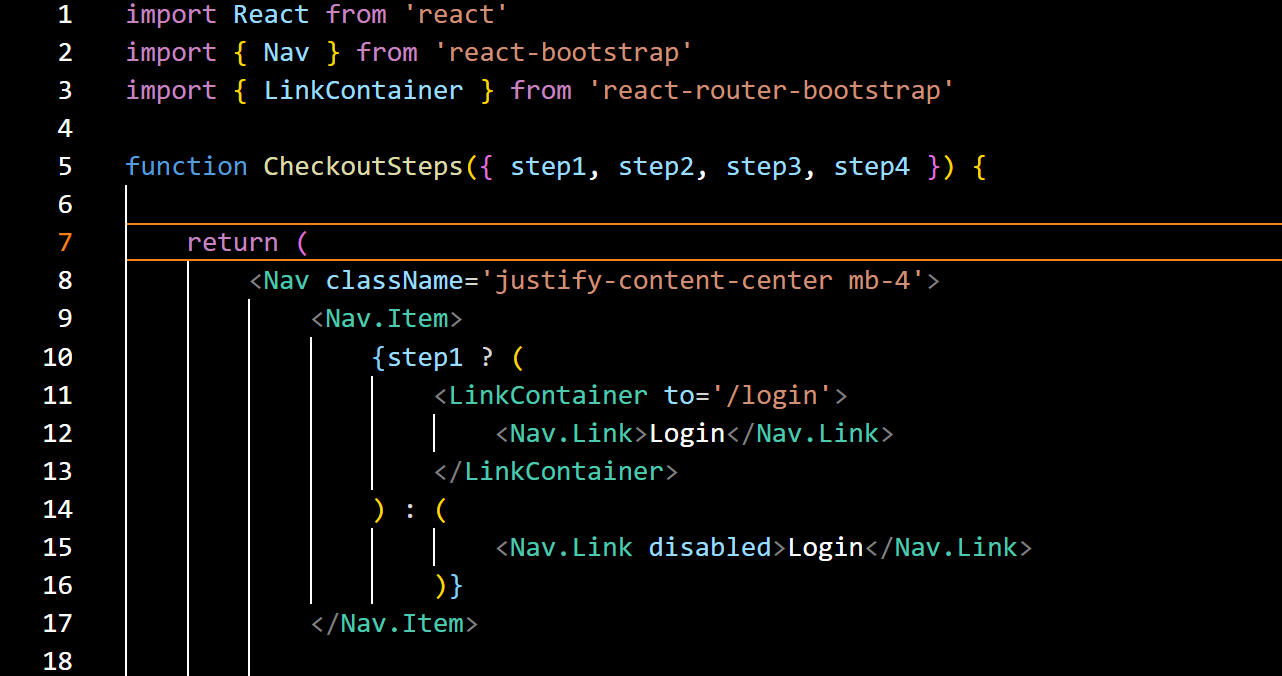 1 import React from 'react'
2 import { Nav } from 'react-bootstrap'
3 import { LinkContainer } from 'react-router-bootstrap'
4
5 function CheckoutSteps({ step1, step2, step3, step4 }) {
6
7     return (
8         <Nav className='justify-content-center mb-4'>
9             <Nav.Item>
10                 {step1 ? (
11                     <LinkContainer to='/login'>
12                         <Nav.Link>Login</Nav.Link>
13                     </LinkContainer>
14                 ) : (
15                         <Nav.Link disabled>Login</Nav.Link>
16                     )}
17             </Nav.Item>
18